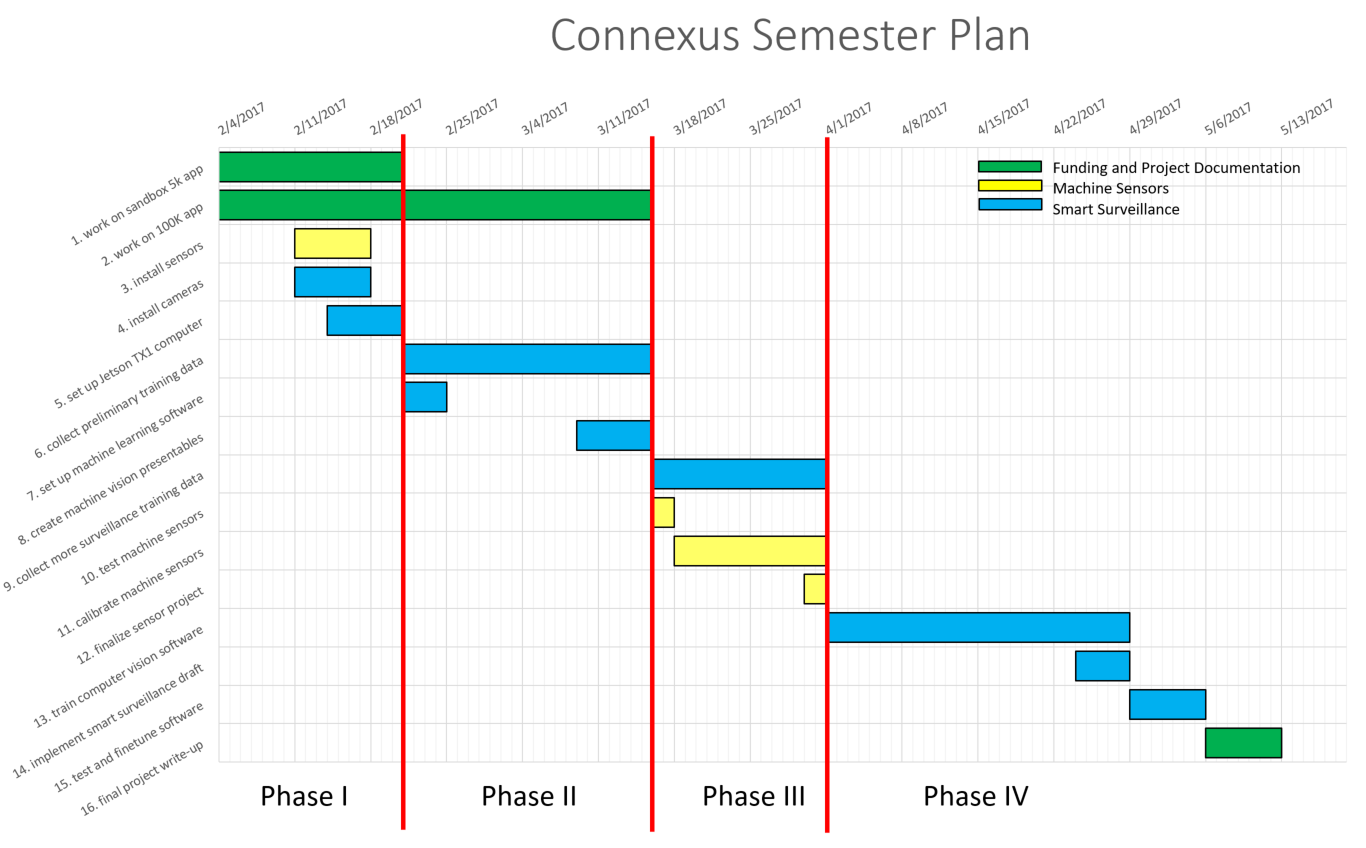 Connexus Semester Plan
2/4/2017
2/11/2017
2/18/2017
2/25/2017
3/4/2017
3/11/2017
3/18/2017
3/25/2017
4/1/2017
4/8/2017
4/15/2017
4/22/2017
4/29/2017
5/6/2017
5/13/2017
Funding and Project Documentation
Machine Sensors
Smart Surveillance
1. work on sandbox 5k app
2. work on 100K app
3. install sensors
4. install cameras
5. set up Jetson TX1 computer
6. collect preliminary training data
7. set up machine learning software
8. create machine vision presentables
9. collect more surveillance training data
10. test machine sensors
11. calibrate machine sensors
12. finalize sensor project
13. train computer vision software
14. implement smart surveillance draft
15. test and finetune software
16. final project write-up
Phase I
Phase II
Phase III
Phase IV